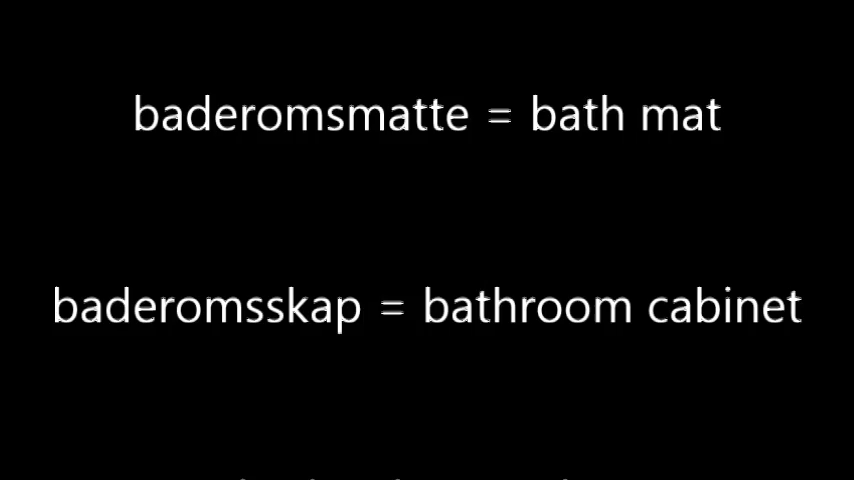 baderomsmatte = bath mat
baderomsskap = bathroom cabinet